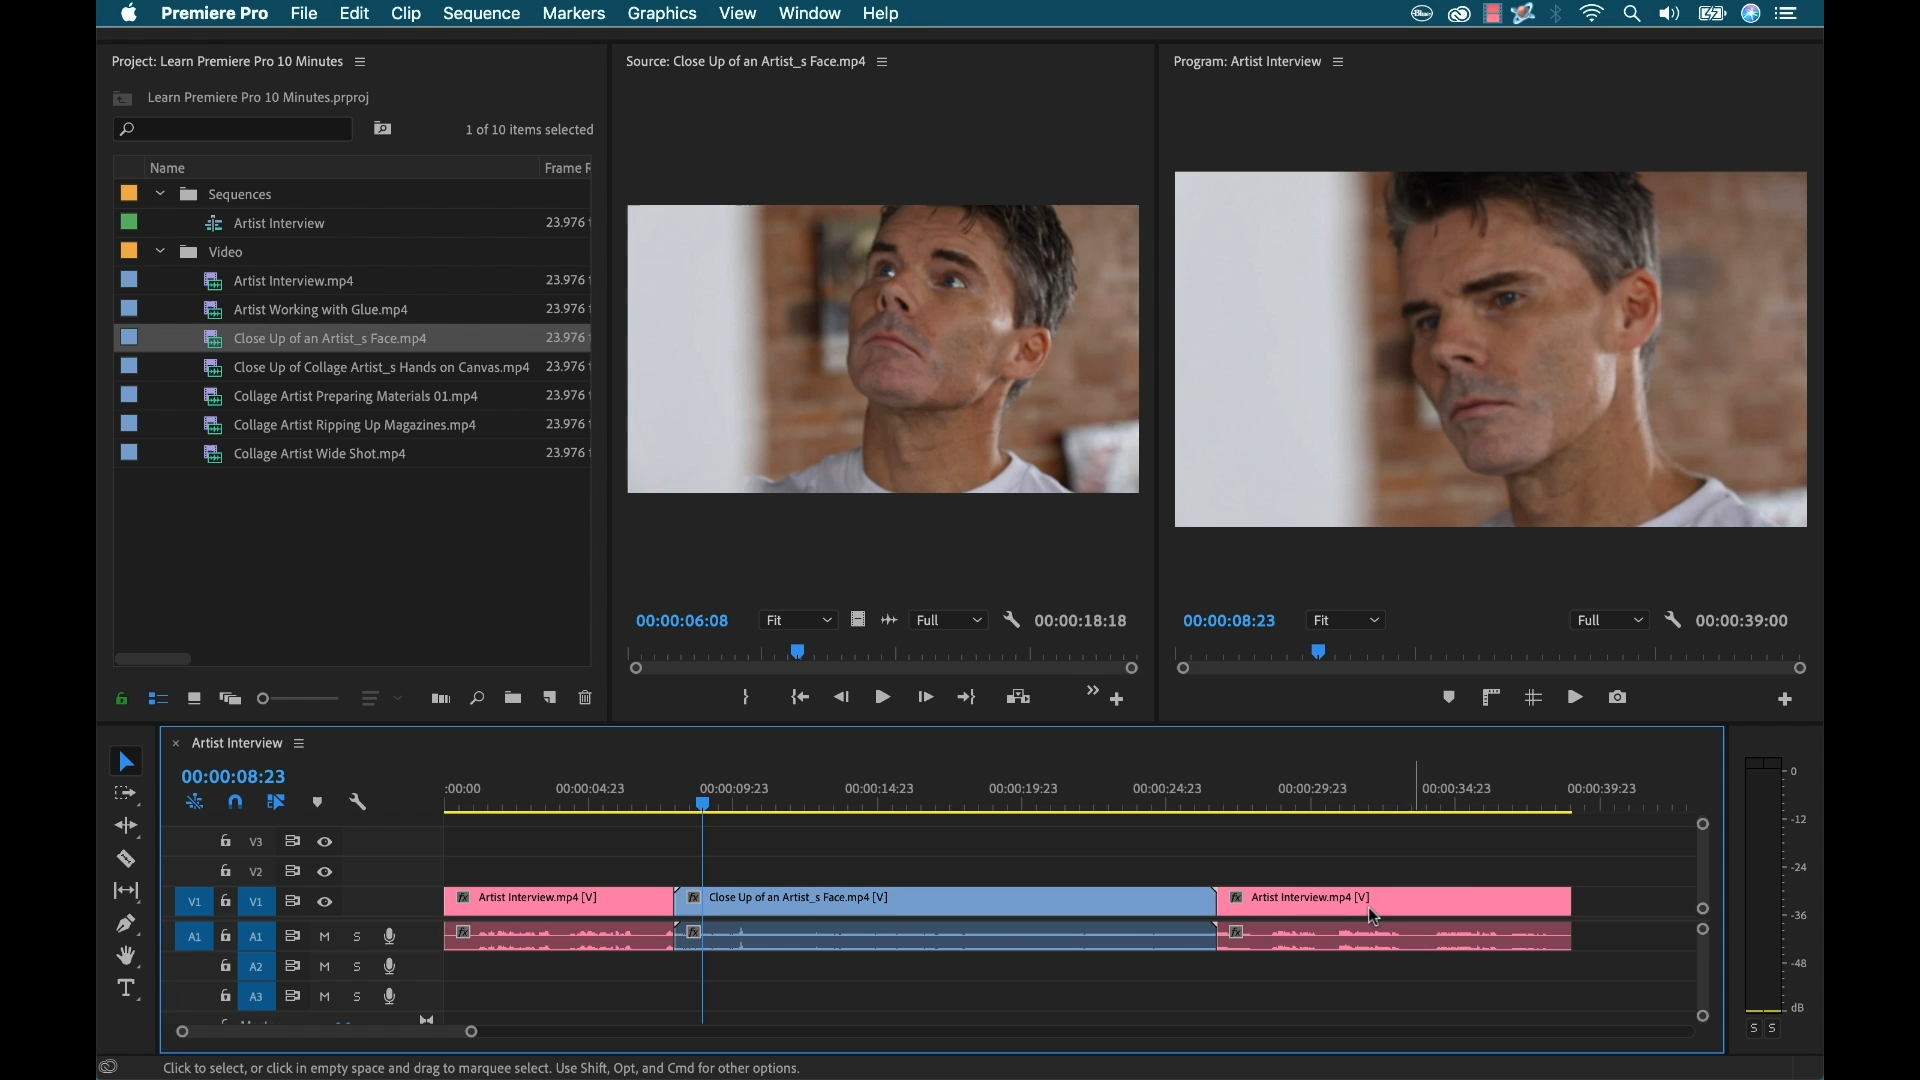 Premiere Pro File Edit Clip Sequence Markers Graphics View Window Help
Project: Learn Premiere Pro 10 Minutes
Learn Premiere Pro 10 Minutes.prproj
1 of 10 items selected
Name Frame R
Sequences
Artist Interview 23.976 f
Video
Artist Interview.mp4 23.976 f
Artist Working with Glue.mp4 23.976 f
Close Up of an Artist_s Face.mp4 23.976 f
Close Up of Collage Artist_s Hands on Canvas.mp4 23.976 f
Collage Artist Preparing Materials 01.mp4 23.976 f
Collage Artist Ripping Up Magazines.mp4 23.976 f
Collage Artist Wide Shot.mp4 23.976 f
Source: Close Up of an Artist_s Face.mp4
00:00:06:08 Fit Full 00:00:18:18
Program: Artist Interview
00:00:08:23 Fit Full 00:00:39:00
Artist Interview
00:00:08:23
:00:00 00:00:04:23 00:00:09:23 00:00:14:23 00:00:19:23 00:00:24:23 00:00:29:23 00:00:34:23 00:00:39:23
V3
V2
V1 V1 fx Artist Interview.mp4 [V] fx Close Up of an Artist_s Face.mp4 [V] fx Artist Interview.mp4 [V]
A1 A1 M S fx fx fx
A2 M S
A3 M S
0
-12
-24
-36
-48
dB
S S
Click to select, or click in empty space and drag to marquee select. Use Shift, Opt, and Cmd for other options.